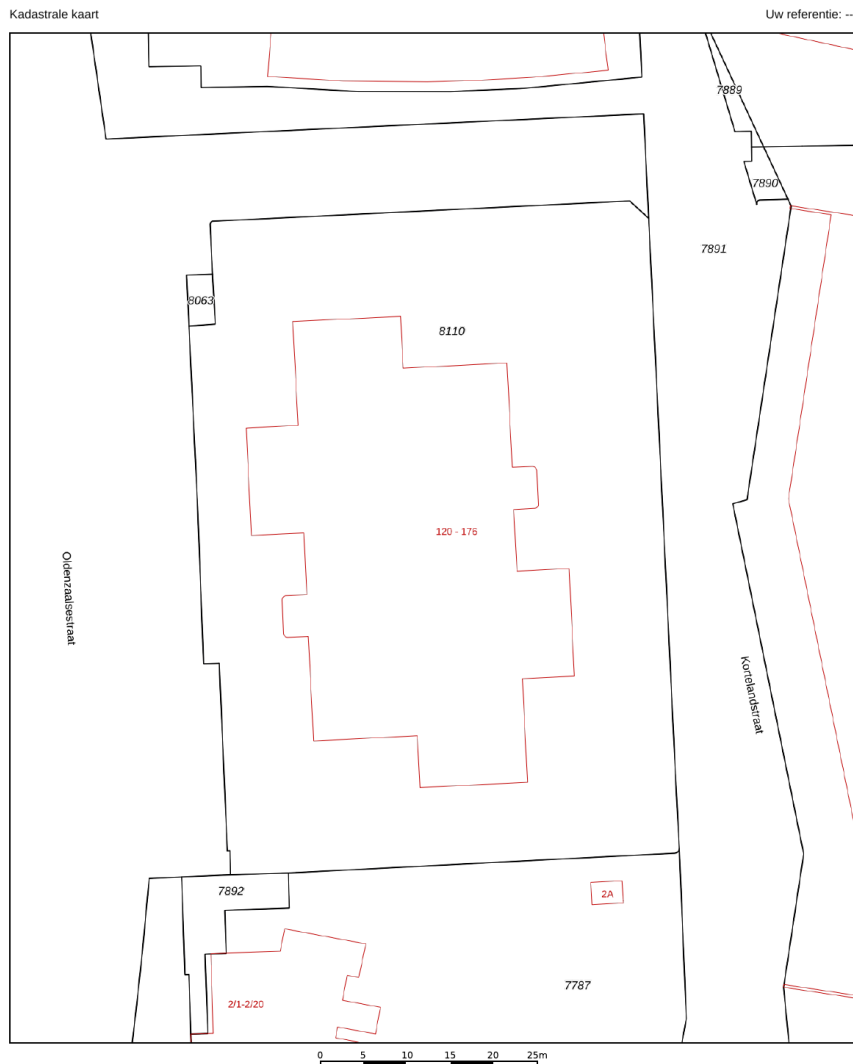 Kadastrale kaart
Uw referentie: --
7889
7890
7891
8063
8110
120 - 176
Oldenzaalsestraat
Kortelandstraat
7892
2A
7787
2/1-2/20
0 5 10 15 20 25m